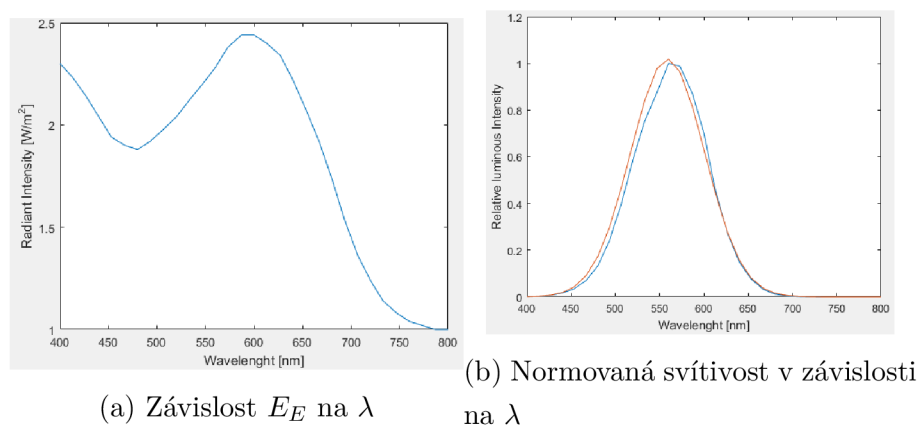 2.5
2
1.5
1
400 450 500 550 600 650 700 750 800
Radiant Intensity [W/m²]
Wavelenght [nm]
(a) Závislost E_E na λ
1.2
1
0.8
0.6
0.4
0.2
0
400 450 500 550 600 650 700 750 800
Relative luminous Intensity
Wavelenght [nm]
(b) Normovaná svítivost v závislosti
na λ